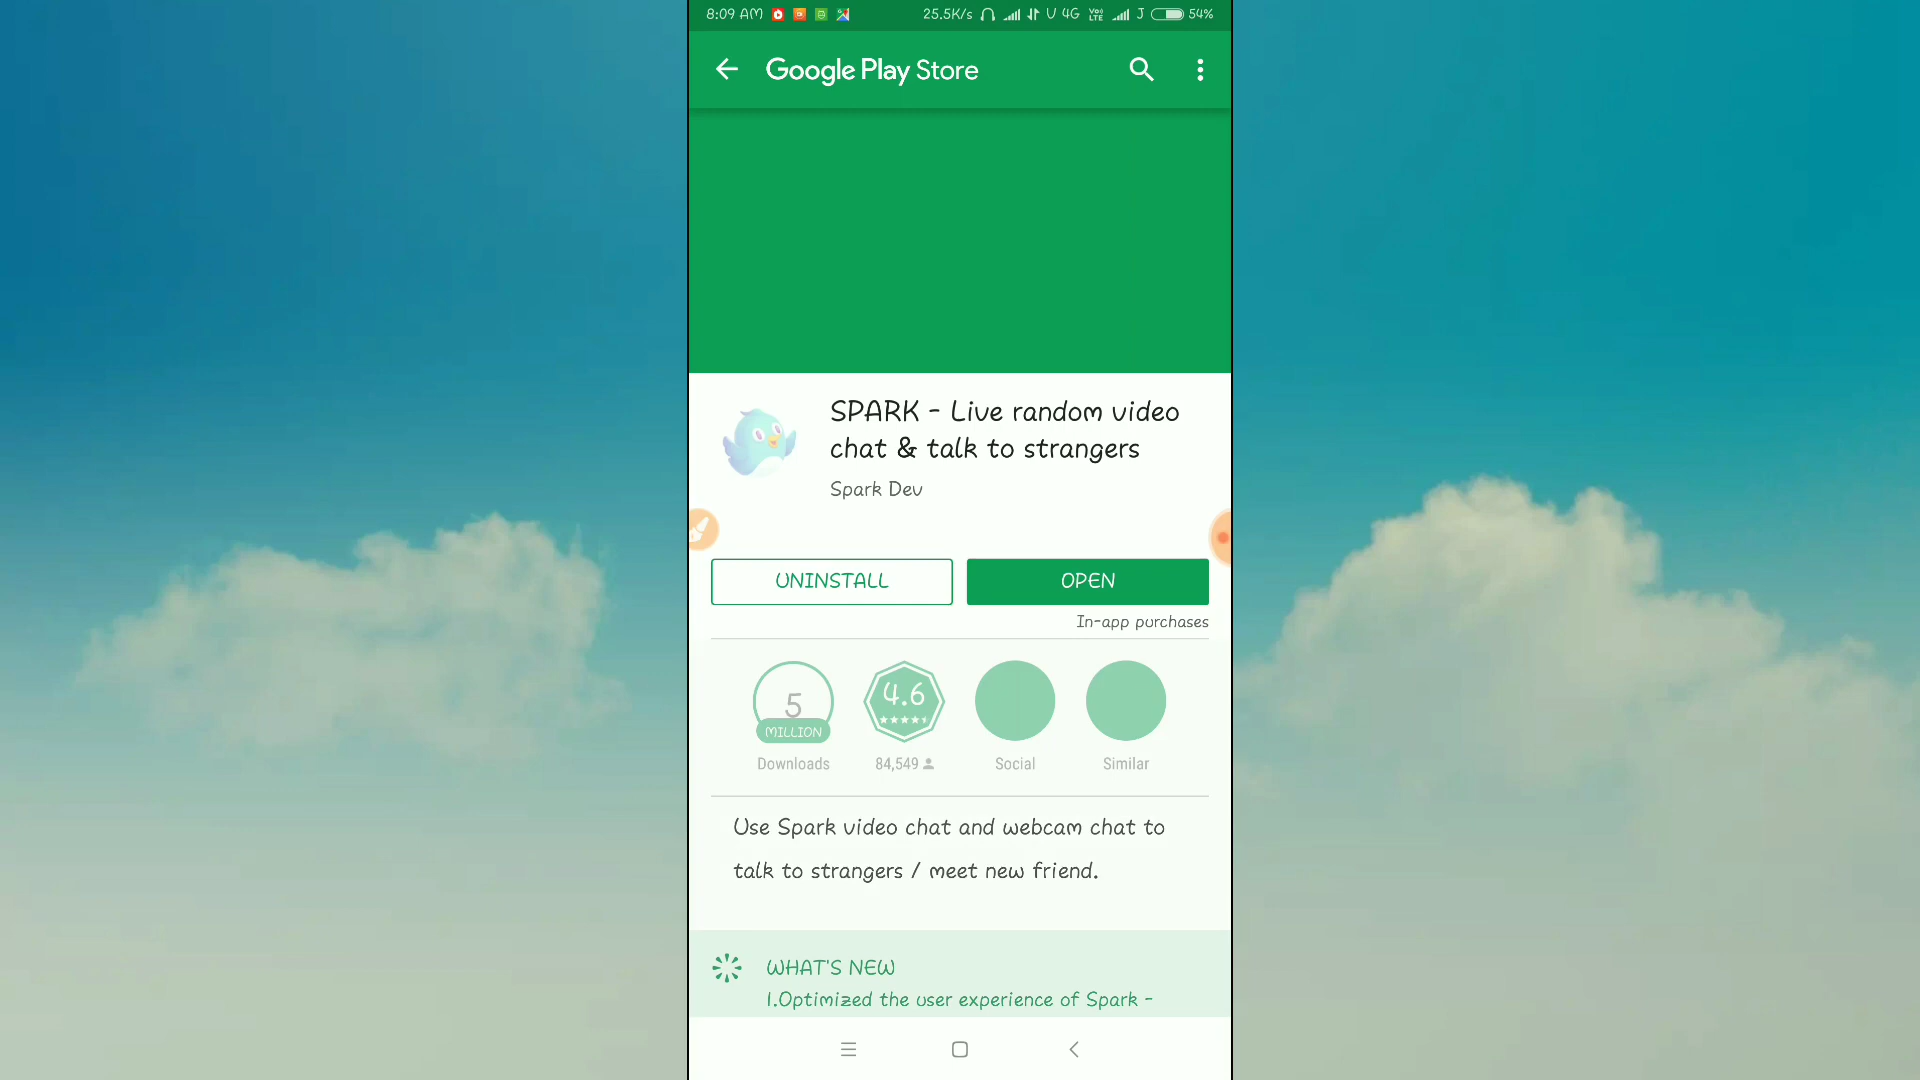 8:09 AM 25.5K/s U 4G VoLTE J 54%
Google Play Store
SPARK - Live random video
chat & talk to strangers
Spark Dev
UNINSTALL OPEN
In-app purchases
5 4.6
MILLION
Downloads 84,549 Social Similar
Use Spark video chat and webcam chat to
talk to strangers / meet new friend.
WHAT'S NEW
1.Optimized the user experience of Spark -